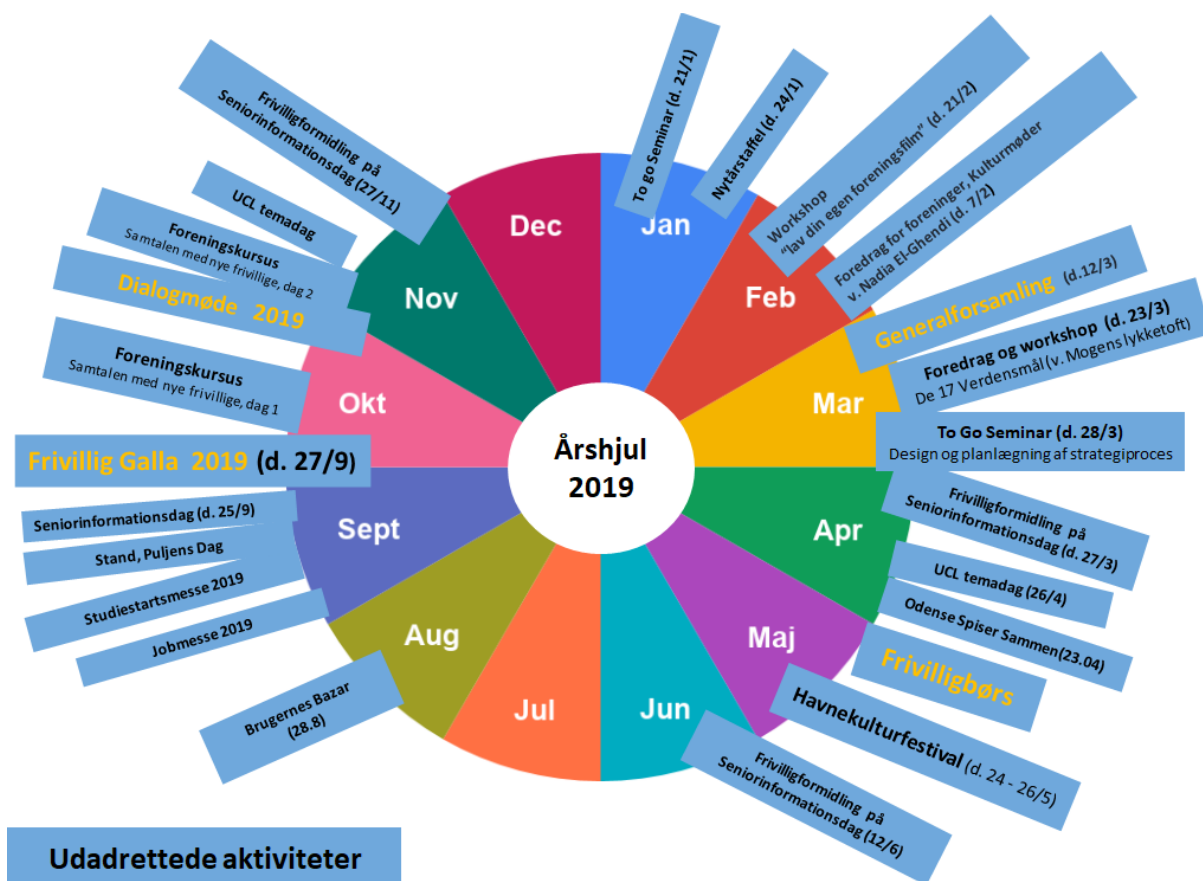 Årshjul
2019
Jan
Feb
Mar
Apr
Maj
Jun
Jul
Aug
Sept
Okt
Nov
Dec
To go Seminar (d. 21/1)
Nytårstaffel (d. 24/1)
Workshop
“lav din egen foreningsfilm” (d. 21/2)
Foredrag for foreninger, Kulturmøder
v. Nadia El-Ghendi (d. 7/2)
Generalforsamling (d.12/3)
Foredrag og workshop (d. 23/3)
De 17 Verdensmål (v. Mogens lykketoft)
To Go Seminar (d. 28/3)
Design og planlægning af strategiproces
Frivilligformidling på
Seniorinformationsdag (d. 27/3)
UCL temadag (26/4)
Odense Spiser Sammen(23.04)
Frivilligbørs
Havnekulturfestival (d. 24 - 26/5)
Frivilligformidling på
Seniorinformationsdag (12/6)
Brugernes Bazar
(28.8)
Jobmesse 2019
Studiestartsmesse 2019
Stand, Puljens Dag
Seniorinformationsdag (d. 25/9)
Frivillig Galla 2019 (d. 27/9)
Foreningskursus
Samtalen med nye frivillige, dag 1
Dialogmøde 2019
Foreningskursus
Samtalen med nye frivillige, dag 2
UCL temadag
Frivilligformidling på
Seniorinformationsdag (27/11)
Udadrettede aktiviteter